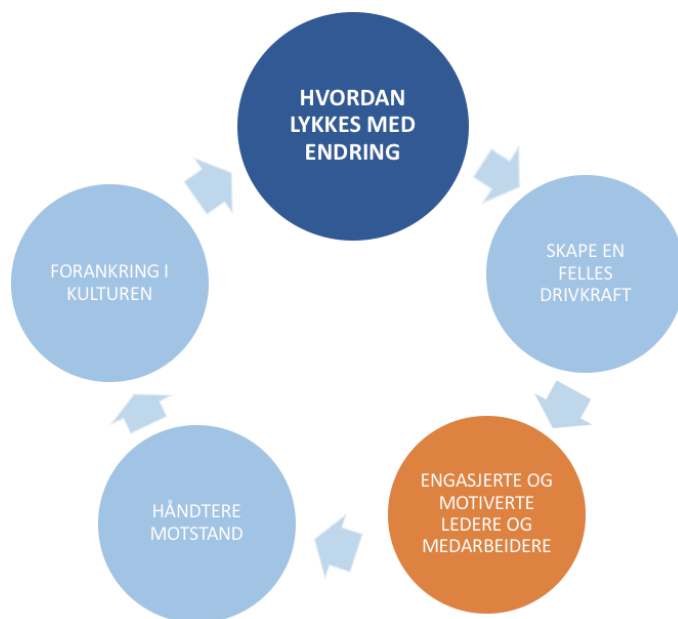 HVORDAN
LYKKES MED
ENDRING
SKAPE EN
FELLES
DRIVKRAFT
ENGASJERTE OG
MOTIVERTE
LEDERE OG
MEDARBEIDERE
HÅNDTERE
MOTSTAND
FORANKRING I
KULTUREN